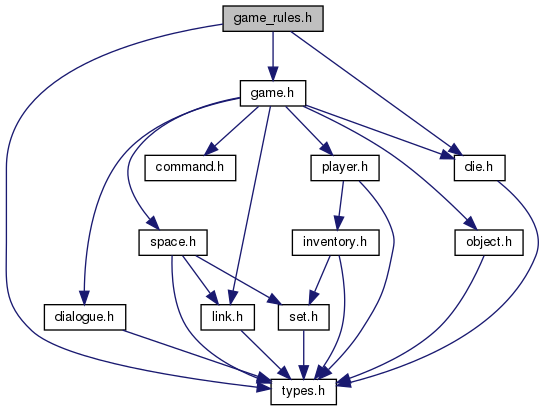 game_rules.h
game.h
command.h
player.h
die.h
space.h
inventory.h
object.h
dialogue.h
link.h
set.h
types.h